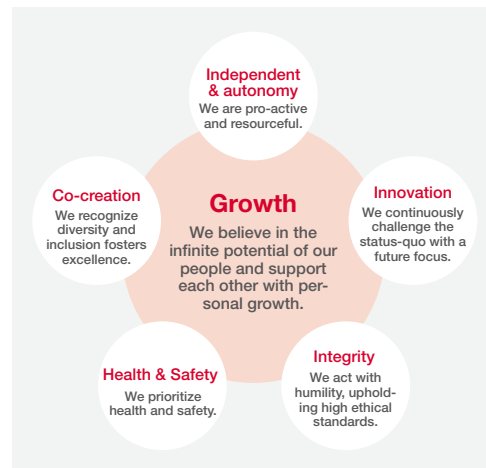 Independent
& autonomy
We are pro-active
and resourceful.
Co-creation
We recognize
diversity and
inclusion fosters
excellence.
Growth
We believe in the
infinite potential of our
people and support
each other with per-
sonal growth.
Innovation
We continuously
challenge the
status-quo with a
future focus.
Health & Safety
We prioritize
health and safety.
Integrity
We act with
humility, uphold-
ing high ethical
standards.